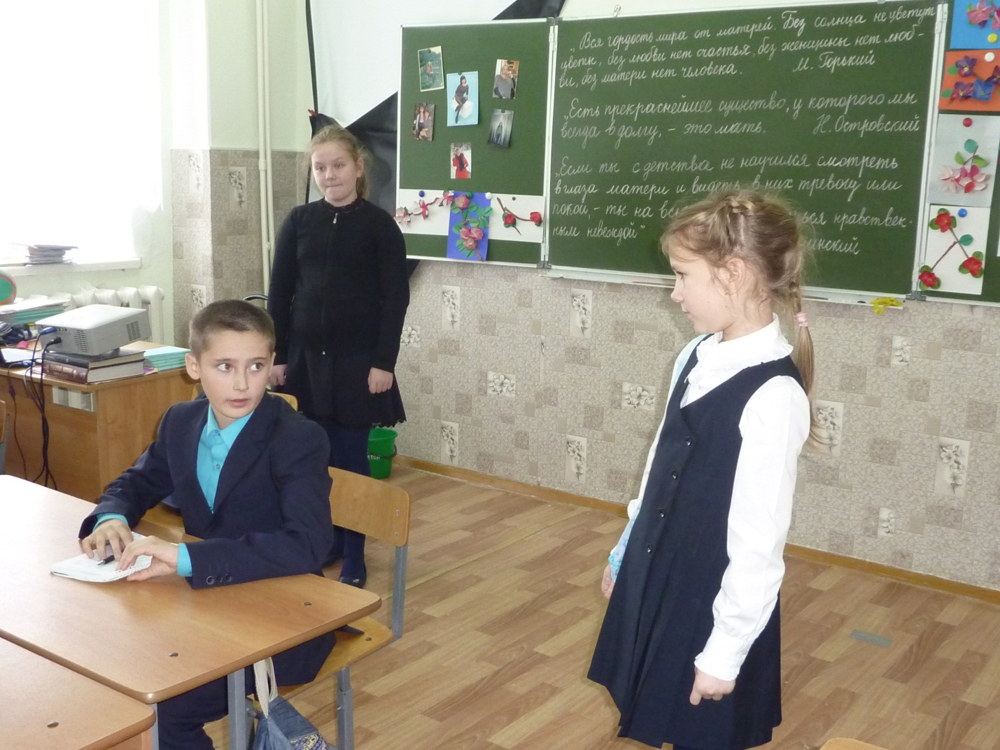 „Вся гордость мира от матерей. Без солнца не цветут
цветы, без любви нет счастья, без женщины нет люб-
ви, без матери нет человека. М. Горький
„Есть прекраснейшее существо, у которого мы
всегда в долгу, – это мать. Н. Островский
„Если ты с детства не научился смотреть
в глаза матери и видеть в них тревогу или
покой, – ты на вс нравствен-
ным невеждой"